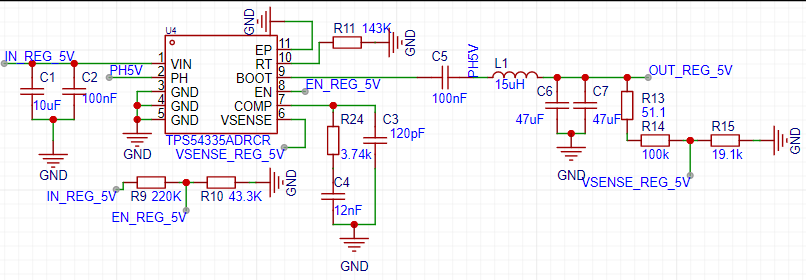 U4
GND
R11 143K
GND
IN_REG_5V
1 VIN
EP 11
PH5V
2 PH
RT 10
3 GND
BOOT 9
4 GND
EN 8
5 GND
COMP 7
VSENSE 6
TPS54335ADRCR
C1
10uF
C2
100nF
GND
GND
EN_REG_5V
VSENSE_REG_5V
C5
100nF
PH5V
L1
15uH
OUT_REG_5V
C6
47uF
C7
47uF
R13
51.1
R14
100k
R15
19.1k
GND
GND
VSENSE_REG_5V
R24
3.74k
C3
120pF
C4
12nF
GND
IN_REG_5V
R9 220K
R10 43.3K
GND
EN_REG_5V